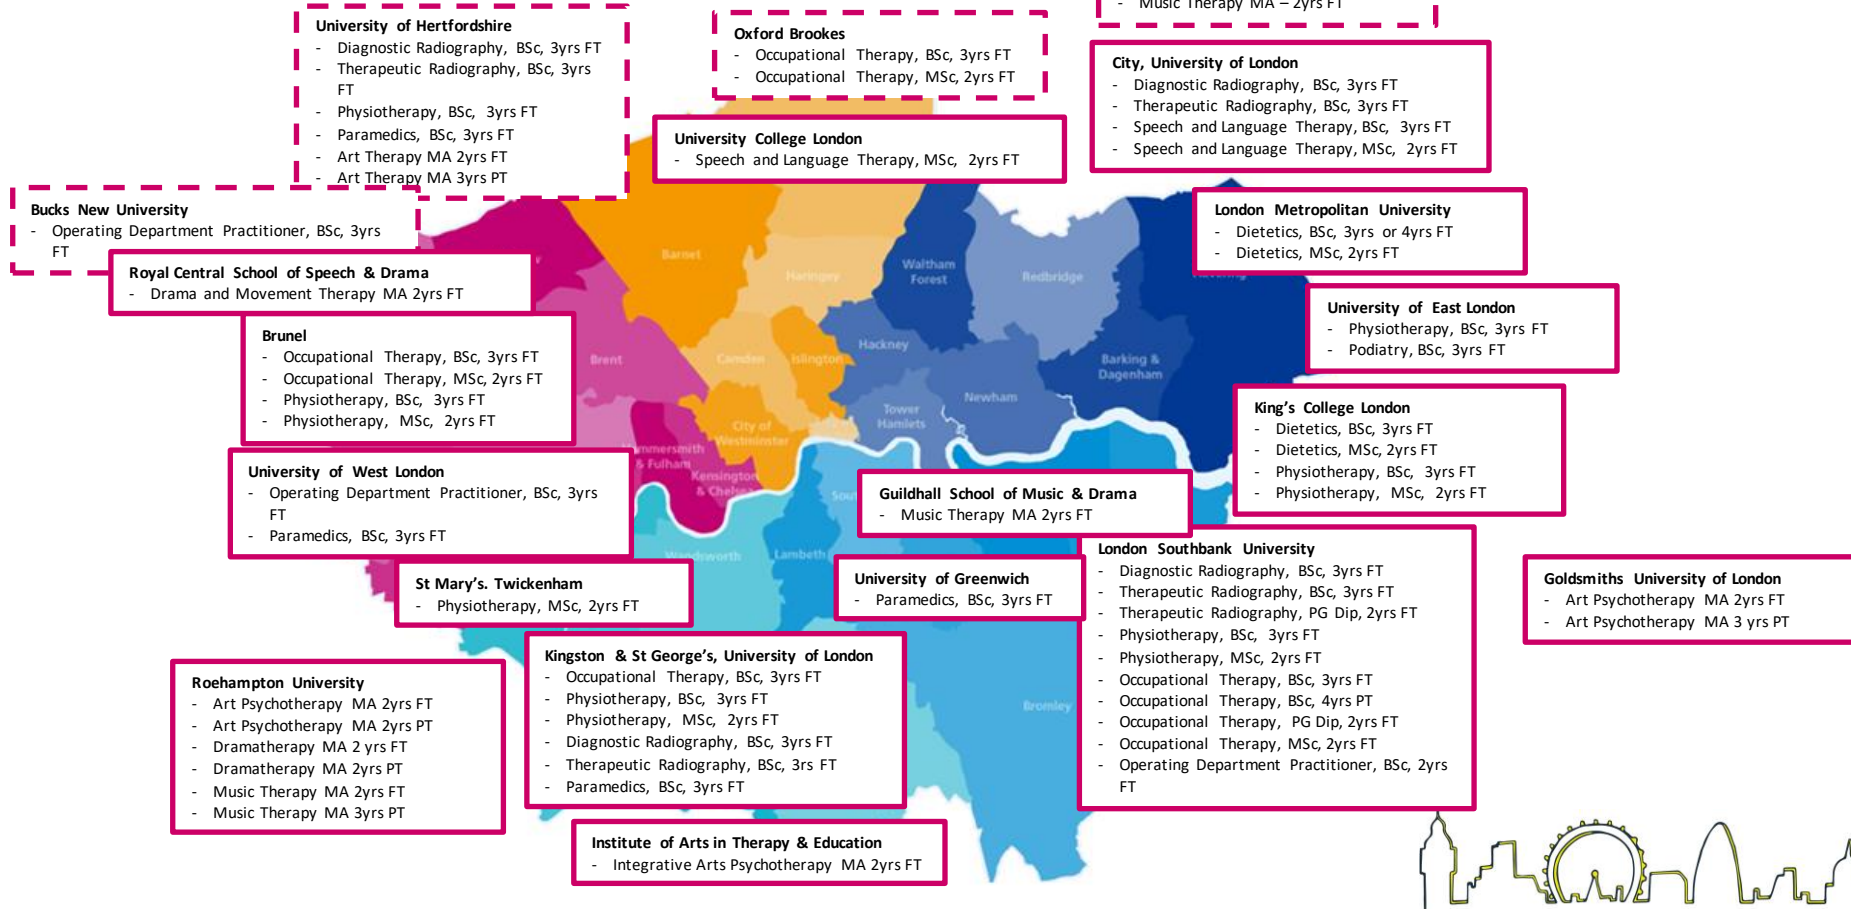 - Music Therapy MA – 2yrs FT
University of Hertfordshire
- Diagnostic Radiography, BSc, 3yrs FT
- Therapeutic Radiography, BSc, 3yrs
FT
- Physiotherapy, BSc, 3yrs FT
- Paramedics, BSc, 3yrs FT
- Art Therapy MA 2yrs FT
- Art Therapy MA 3yrs PT
Oxford Brookes
- Occupational Therapy, BSc, 3yrs FT
- Occupational Therapy, MSc, 2yrs FT
City, University of London
- Diagnostic Radiography, BSc, 3yrs FT
- Therapeutic Radiography, BSc, 3yrs FT
- Speech and Language Therapy, BSc, 3yrs FT
- Speech and Language Therapy, MSc, 2yrs FT
University College London
- Speech and Language Therapy, MSc, 2yrs FT
Bucks New University
- Operating Department Practitioner, BSc, 3yrs
FT
London Metropolitan University
- Dietetics, BSc, 3yrs or 4yrs FT
- Dietetics, MSc, 2yrs FT
Royal Central School of Speech & Drama
- Drama and Movement Therapy MA 2yrs FT
Barnet
Haringey
Waltham
Forest
Redbridge
University of East London
- Physiotherapy, BSc, 3yrs FT
- Podiatry, BSc, 3yrs FT
Brunel
- Occupational Therapy, BSc, 3yrs FT
- Occupational Therapy, MSc, 2yrs FT
- Physiotherapy, BSc, 3yrs FT
- Physiotherapy, MSc, 2yrs FT
Brent
Camden
Islington
Hackney
Barking &
Dagenham
Newham
Tower
Hamlets
City of
Westminster
King's College London
- Dietetics, BSc, 3yrs FT
- Dietetics, MSc, 2yrs FT
- Physiotherapy, BSc, 3yrs FT
- Physiotherapy, MSc, 2yrs FT
mmersmith
& Fulham
Kensington
& Chelsea
University of West London
- Operating Department Practitioner, BSc, 3yrs
FT
- Paramedics, BSc, 3yrs FT
Sou
Guildhall School of Music & Drama
- Music Therapy MA 2yrs FT
Wandsworth
Lambeth
London Southbank University
- Diagnostic Radiography, BSc, 3yrs FT
- Therapeutic Radiography, BSc, 3yrs FT
- Therapeutic Radiography, PG Dip, 2yrs FT
- Physiotherapy, BSc, 3yrs FT
- Physiotherapy, MSc, 2yrs FT
- Occupational Therapy, BSc, 3yrs FT
- Occupational Therapy, BSc, 4yrs PT
- Occupational Therapy, PG Dip, 2yrs FT
- Occupational Therapy, MSc, 2yrs FT
- Operating Department Practitioner, BSc, 2yrs
FT
St Mary's. Twickenham
- Physiotherapy, MSc, 2yrs FT
University of Greenwich
- Paramedics, BSc, 3yrs FT
Goldsmiths University of London
- Art Psychotherapy MA 2yrs FT
- Art Psychotherapy MA 3 yrs PT
Kingston & St George's, University of London
- Occupational Therapy, BSc, 3yrs FT
- Physiotherapy, BSc, 3yrs FT
- Physiotherapy, MSc, 2yrs FT
- Diagnostic Radiography, BSc, 3yrs FT
- Therapeutic Radiography, BSc, 3rs FT
- Paramedics, BSc, 3yrs FT
Roehampton University
- Art Psychotherapy MA 2yrs FT
- Art Psychotherapy MA 2yrs PT
- Dramatherapy MA 2 yrs FT
- Dramatherapy MA 2yrs PT
- Music Therapy MA 2yrs FT
- Music Therapy MA 3yrs PT
Bromley
Institute of Arts in Therapy & Education
- Integrative Arts Psychotherapy MA 2yrs FT